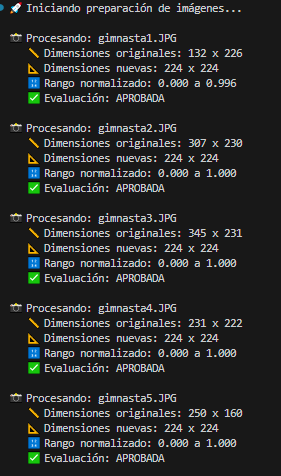 🚀 Iniciando preparación de imágenes...
📸 Procesando: gimnasta1.JPG
📏 Dimensiones originales: 132 x 226
📐 Dimensiones nuevas: 224 x 224
🔢 Rango normalizado: 0.000 a 0.996
✅ Evaluación: APROBADA
📸 Procesando: gimnasta2.JPG
📏 Dimensiones originales: 307 x 230
📐 Dimensiones nuevas: 224 x 224
🔢 Rango normalizado: 0.000 a 1.000
✅ Evaluación: APROBADA
📸 Procesando: gimnasta3.JPG
📏 Dimensiones originales: 345 x 231
📐 Dimensiones nuevas: 224 x 224
🔢 Rango normalizado: 0.000 a 1.000
✅ Evaluación: APROBADA
📸 Procesando: gimnasta4.JPG
📏 Dimensiones originales: 231 x 222
📐 Dimensiones nuevas: 224 x 224
🔢 Rango normalizado: 0.000 a 1.000
✅ Evaluación: APROBADA
📸 Procesando: gimnasta5.JPG
📏 Dimensiones originales: 250 x 160
📐 Dimensiones nuevas: 224 x 224
🔢 Rango normalizado: 0.000 a 1.000
✅ Evaluación: APROBADA